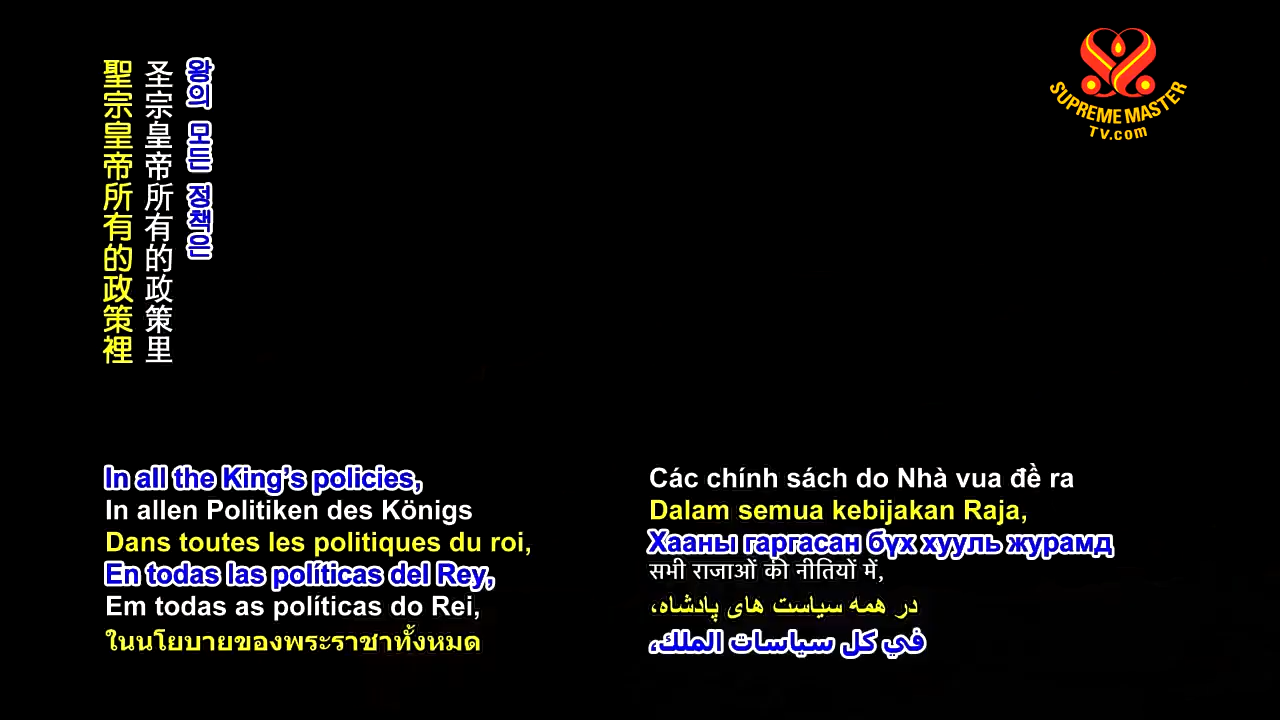 聖宗皇帝所有的政策裡
圣宗皇帝所有的政策里
왕의 모든 정책은
SUPREME MASTER
TV.com
In all the King’s policies,
In allen Politiken des Königs
Dans toutes les politiques du roi,
En todas las políticas del Rey,
Em todas as políticas do Rei,
ในนโยบายของพระราชาทั้งหมด
Các chính sách do Nhà vua đề ra
Dalam semua kebijakan Raja,
Хааны гаргасан бүх хууль журамд
सभी राजाओं की नीतियों में,
در همه سیاست های پادشاه،
في كل سياسات الملك،